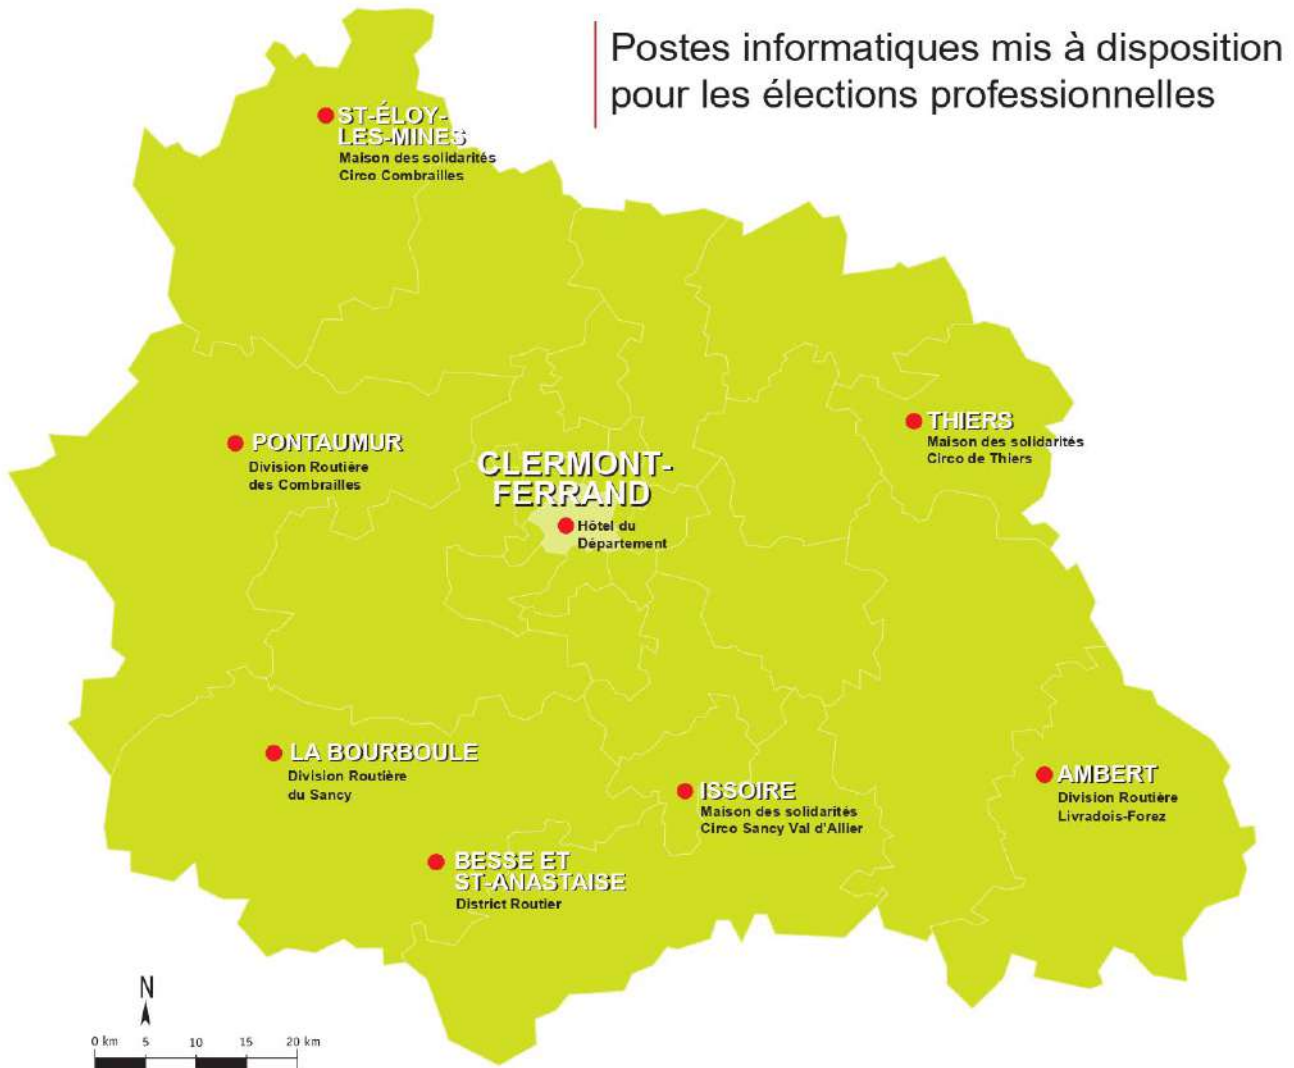 Postes informatiques mis à disposition
pour les élections professionnelles
ST-ÉLOY-
LES-MINES
Maison des solidarités
Circo Combrailles
THIERS
Maison des solidarités
Circo de Thiers
PONTAUMUR
Division Routière
des Combrailles
CLERMONT-
FERRAND
Hôtel du
Département
LA BOURBOULE
Division Routière
du Sancy
ISSOIRE
Maison des solidarités
Circo Sancy Val d'Allier
AMBERT
Division Routière
Livradois-Forez
BESSE ET
ST-ANASTAISE
District Routier
N
0 km 5 10 15 20 km